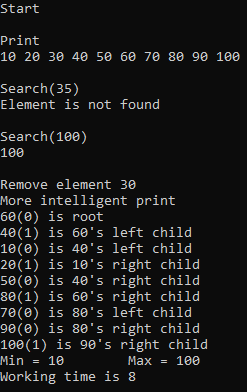 Start
Print
10 20 30 40 50 60 70 80 90 100
Search(35)
Element is not found
Search(100)
100
Remove element 30
More intelligent print
60(0) is root
40(1) is 60's left child
10(0) is 40's left child
20(1) is 10's right child
50(0) is 40's right child
80(1) is 60's right child
70(0) is 80's left child
90(0) is 80's right child
100(1) is 90's right child
Min = 10 Max = 100
Working time is 8